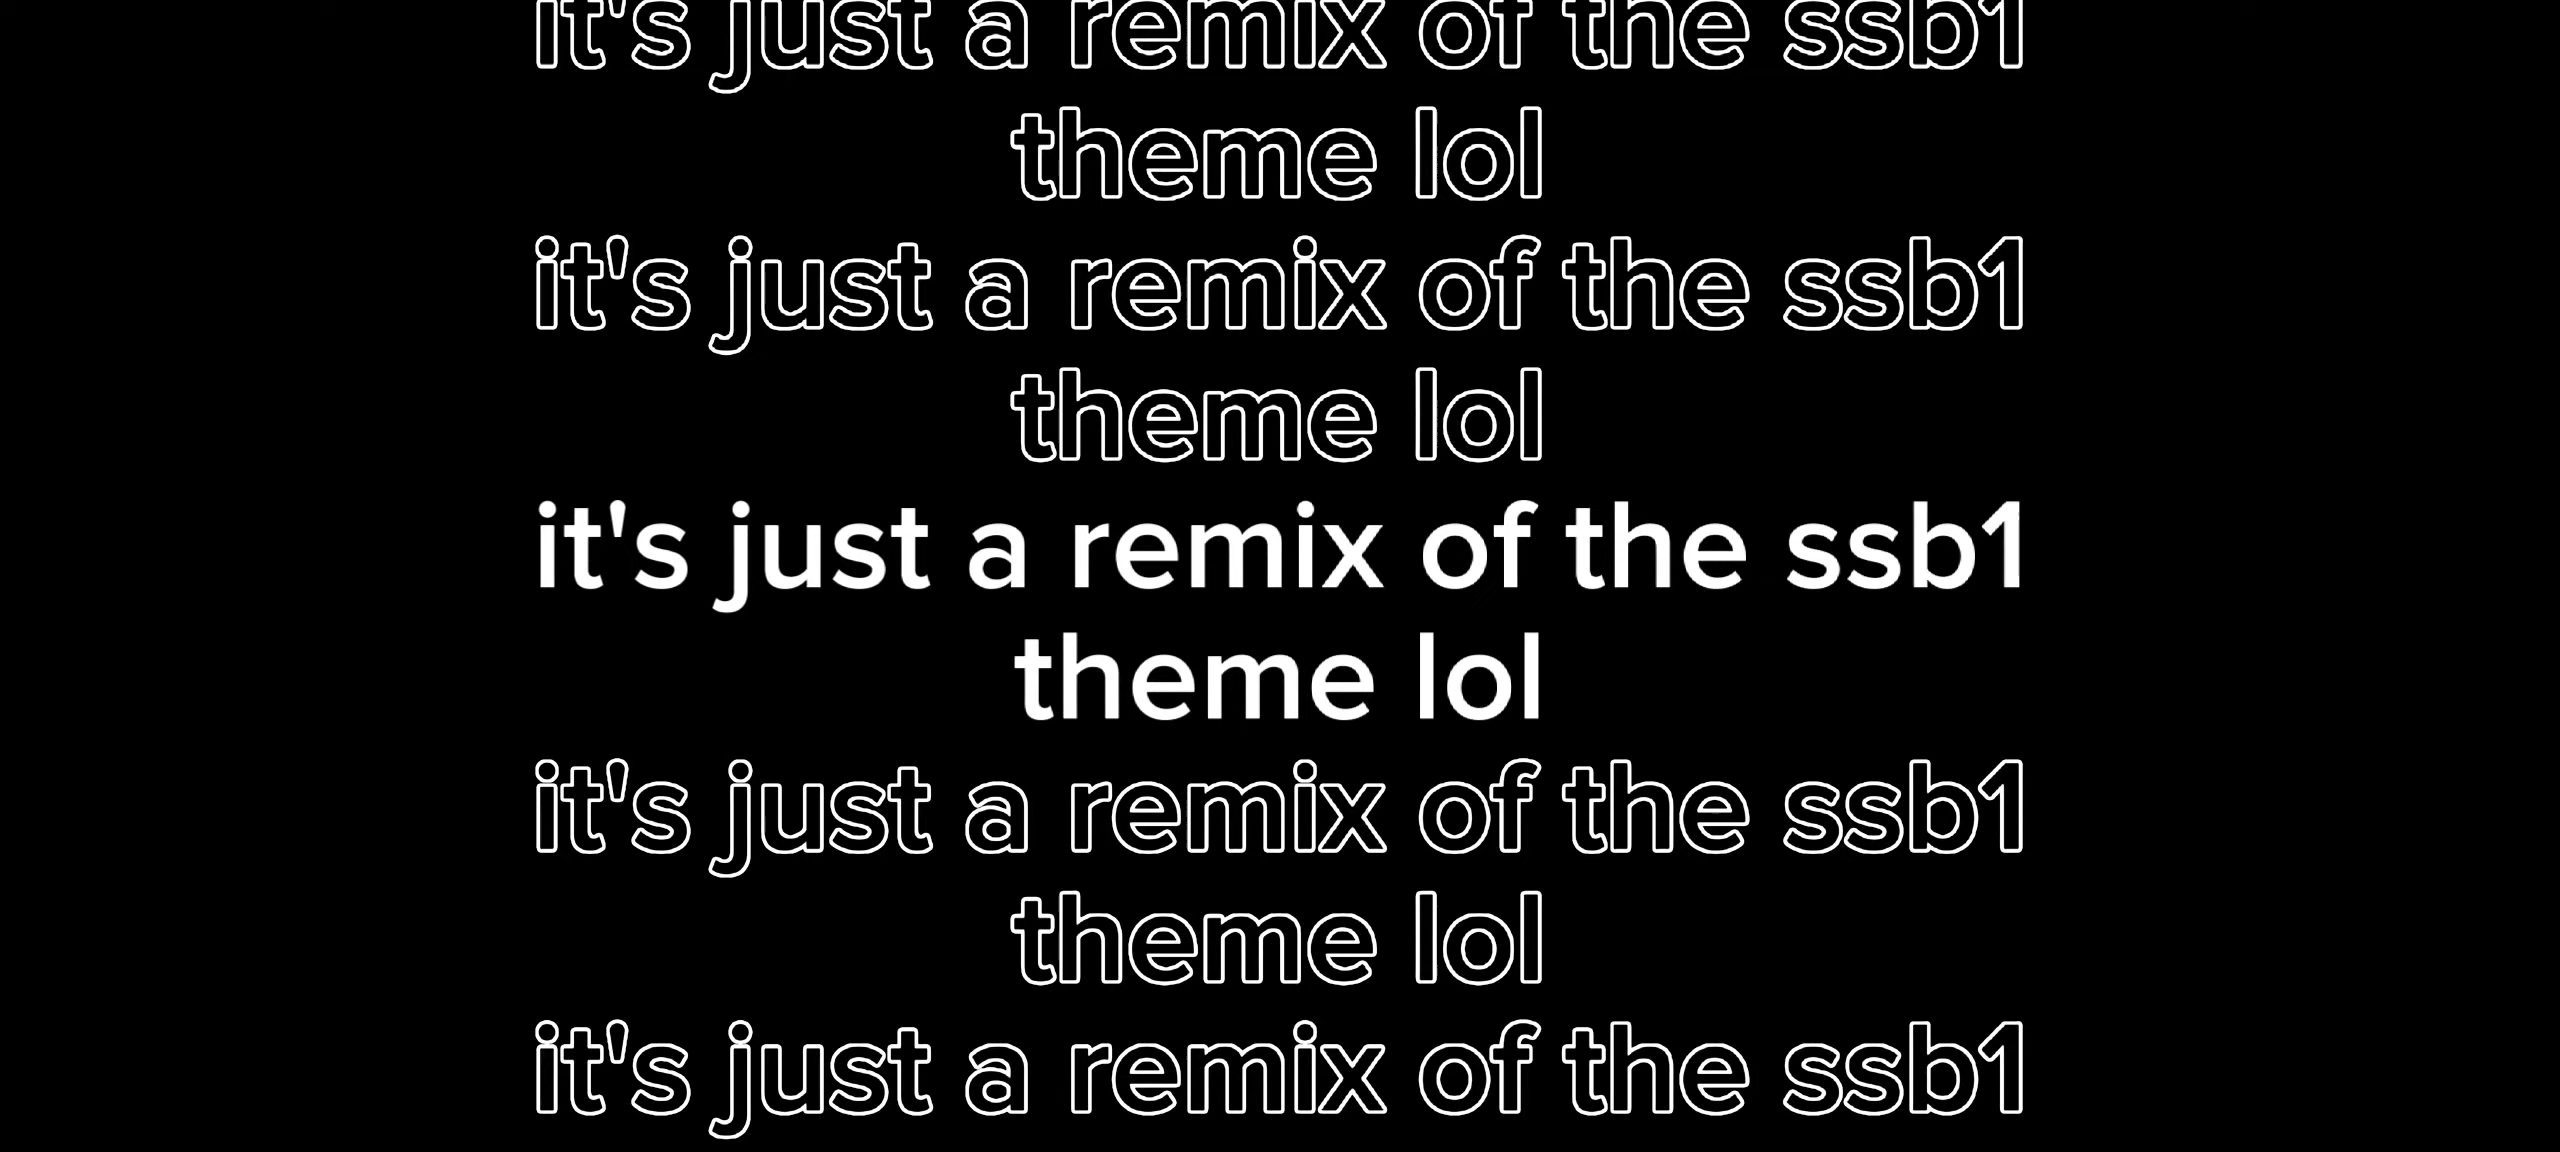 it's just a remix of the ssb1
theme lol
it's just a remix of the ssb1
theme lol
it's just a remix of the ssb1
theme lol
it's just a remix of the ssb1
theme lol
it's just a remix of the ssb1